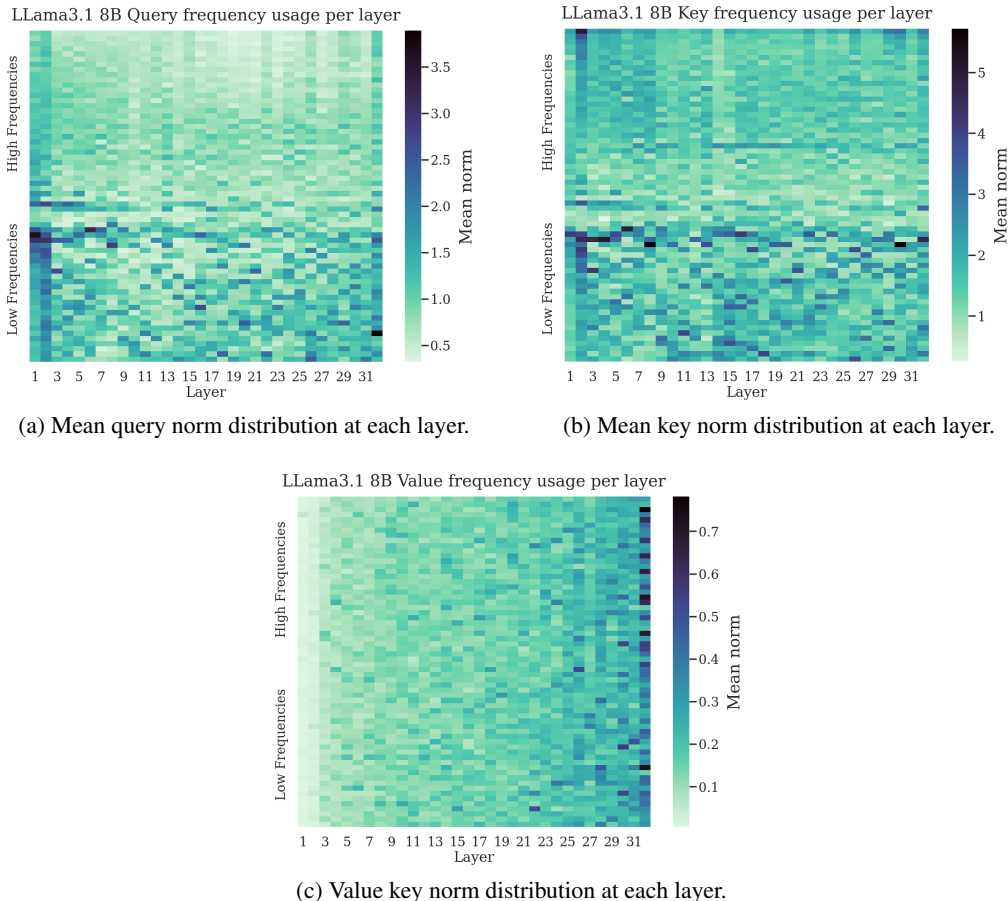 LLama3.1 8B Query frequency usage per layer
High Frequencies
Low Frequencies
1 3 5 7 9 11 13 15 17 19 21 23 25 27 29 31
Layer
3.5
3.0
2.5
2.0
1.5
1.0
0.5
Mean norm
(a) Mean query norm distribution at each layer.
LLama3.1 8B Key frequency usage per layer
High Frequencies
Low Frequencies
1 3 5 7 9 11 13 15 17 19 21 23 25 27 29 31
Layer
5
4
3
2
1
Mean norm
(b) Mean key norm distribution at each layer.
LLama3.1 8B Value frequency usage per layer
High Frequencies
Low Frequencies
1 3 5 7 9 11 13 15 17 19 21 23 25 27 29 31
Layer
0.7
0.6
0.5
0.4
0.3
0.2
0.1
Mean norm
(c) Value key norm distribution at each layer.